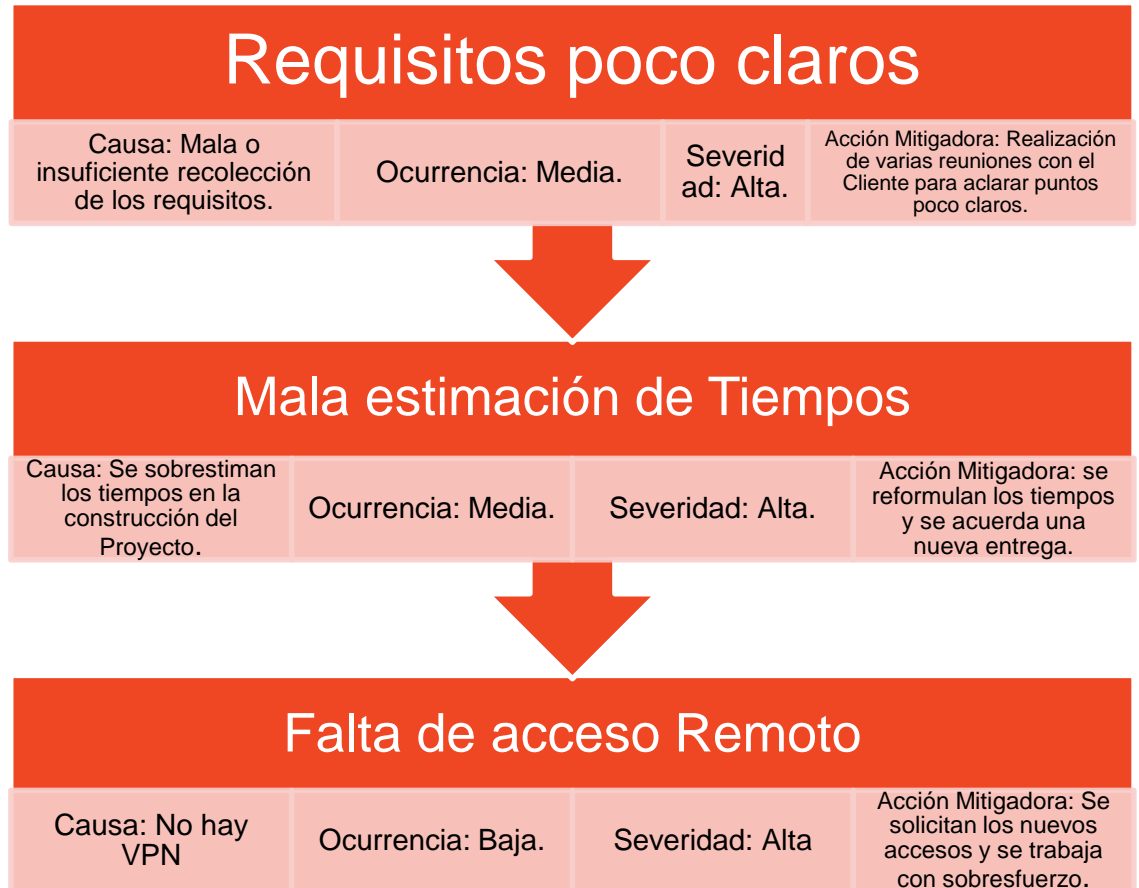 Requisitos poco claros
Causa: Mala o
insuficiente recolección
de los requisitos.
Ocurrencia: Media.
Severid
ad: Alta.
Acción Mitigadora: Realización
de varias reuniones con el
Cliente para aclarar puntos
poco claros.
Mala estimación de Tiempos
Causa: Se sobrestiman
los tiempos en la
construcción del
Proyecto.
Ocurrencia: Media.
Severidad: Alta.
Acción Mitigadora: se
reformulan los tiempos
y se acuerda una
nueva entrega.
Falta de acceso Remoto
Causa: No hay
VPN
Ocurrencia: Baja.
Severidad: Alta
Acción Mitigadora: Se
solicitan los nuevos
accesos y se trabaja
con sobresfuerzo.